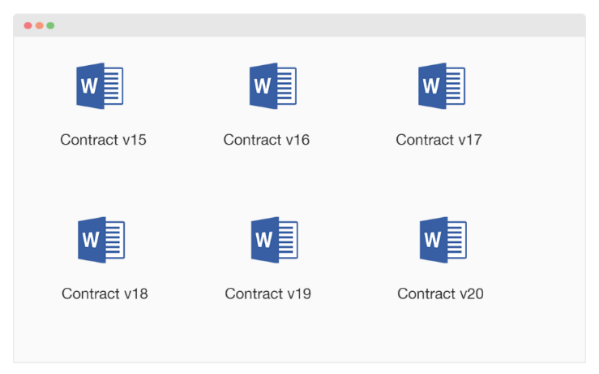 W
W
W
Contract v15
Contract v16
Contract v17
W
W
W
Contract v18
Contract v19
Contract v20